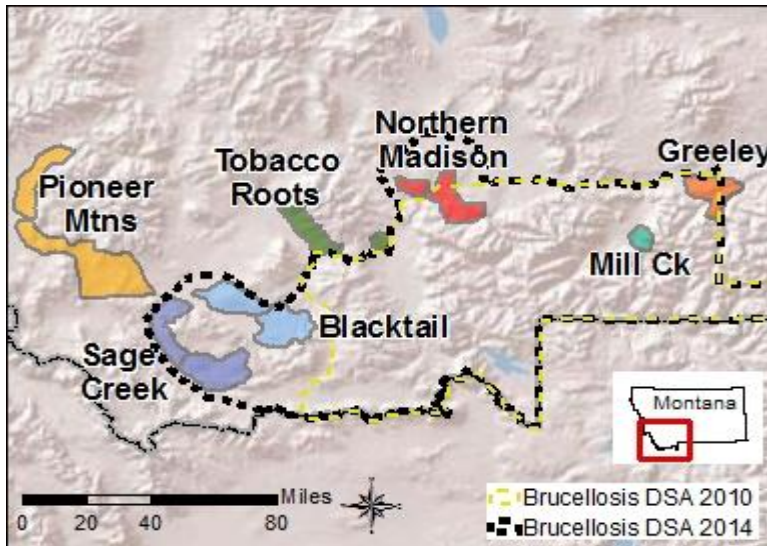 Northern
Madison
Greeley
Tobacco
Roots
Pioneer
Mtns
Mill Ck
Blacktail
Sage
Creek
Montana
Miles
0 20 40 80
Brucellosis DSA 2010
Brucellosis DSA 2014